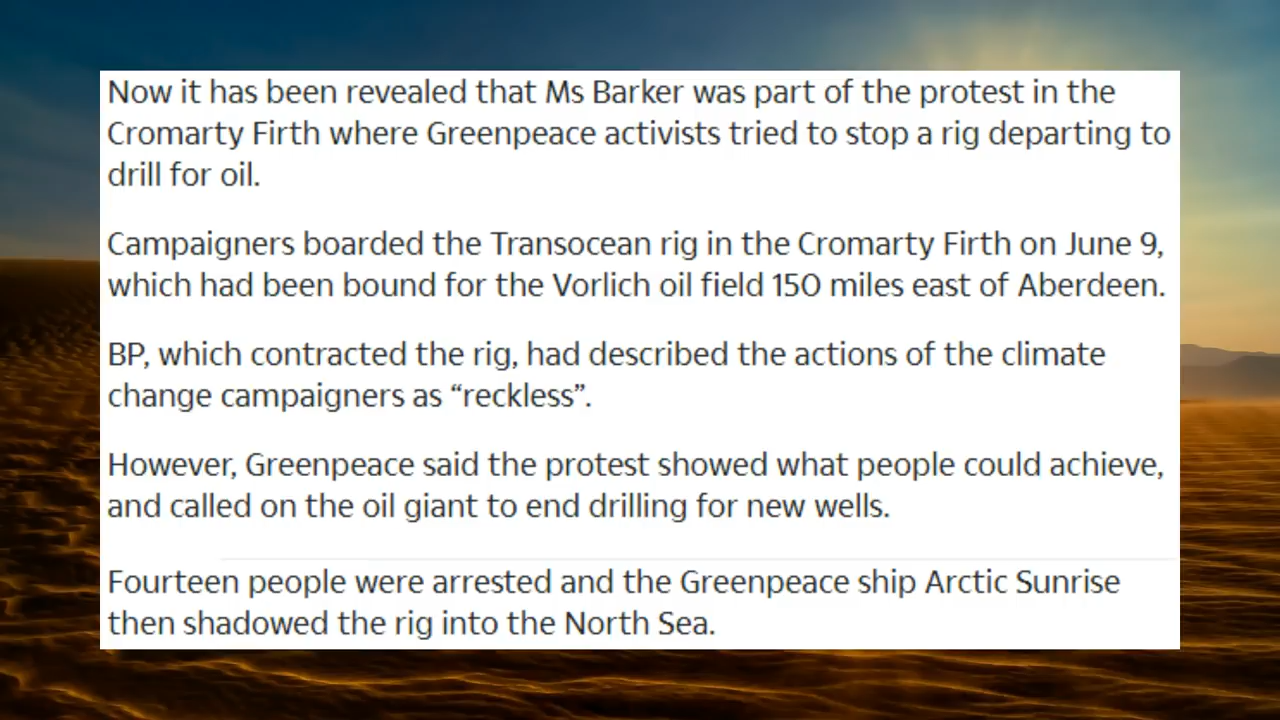 Now it has been revealed that Ms Barker was part of the protest in the
Cromarty Firth where Greenpeace activists tried to stop a rig departing to
drill for oil.
Campaigners boarded the Transocean rig in the Cromarty Firth on June 9,
which had been bound for the Vorlich oil field 150 miles east of Aberdeen.
BP, which contracted the rig, had described the actions of the climate
change campaigners as “reckless”.
However, Greenpeace said the protest showed what people could achieve,
and called on the oil giant to end drilling for new wells.
Fourteen people were arrested and the Greenpeace ship Arctic Sunrise
then shadowed the rig into the North Sea.